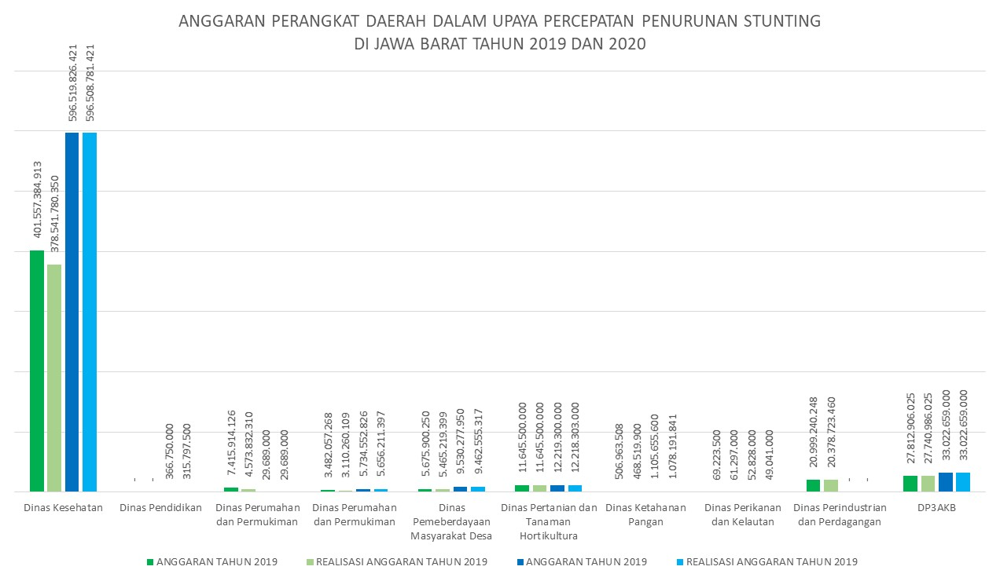 ANGGARAN PERANGKAT DAERAH DALAM UPAYA PERCEPATAN PENURUNAN STUNTING
DI JAWA BARAT TAHUN 2019 DAN 2020
401.557.384.913
378.541.780.350
596.519.826.421
596.508.781.421
-
-
366.750.000
315.797.500
7.415.914.126
4.573.832.310
29.689.000
29.689.000
3.482.057.268
3.110.260.109
5.734.552.826
5.656.211.397
5.675.900.250
5.465.219.399
9.530.277.950
9.462.555.317
11.645.500.000
11.645.500.000
12.219.300.000
12.218.303.000
506.963.508
468.519.900
1.105.655.600
1.078.191.841
69.223.500
61.297.000
52.828.000
49.041.000
20.999.240.248
20.378.723.460
-
-
27.812.906.025
27.740.986.025
33.022.659.000
33.022.659.000
Dinas Kesehatan
Dinas Pendidikan
Dinas Perumahan
dan Permukiman
Dinas Perumahan
dan Permukiman
Dinas
Pemeberdayaan
Masyarakat Desa
Dinas Pertanian dan
Tanaman
Hortikultura
Dinas Ketahanan
Pangan
Dinas Perikanan
dan Kelautan
Dinas Perindustrian
dan Perdagangan
DP3AKB
ANGGARAN TAHUN 2019
REALISASI ANGGARAN TAHUN 2019
ANGGARAN TAHUN 2019
REALISASI ANGGARAN TAHUN 2019